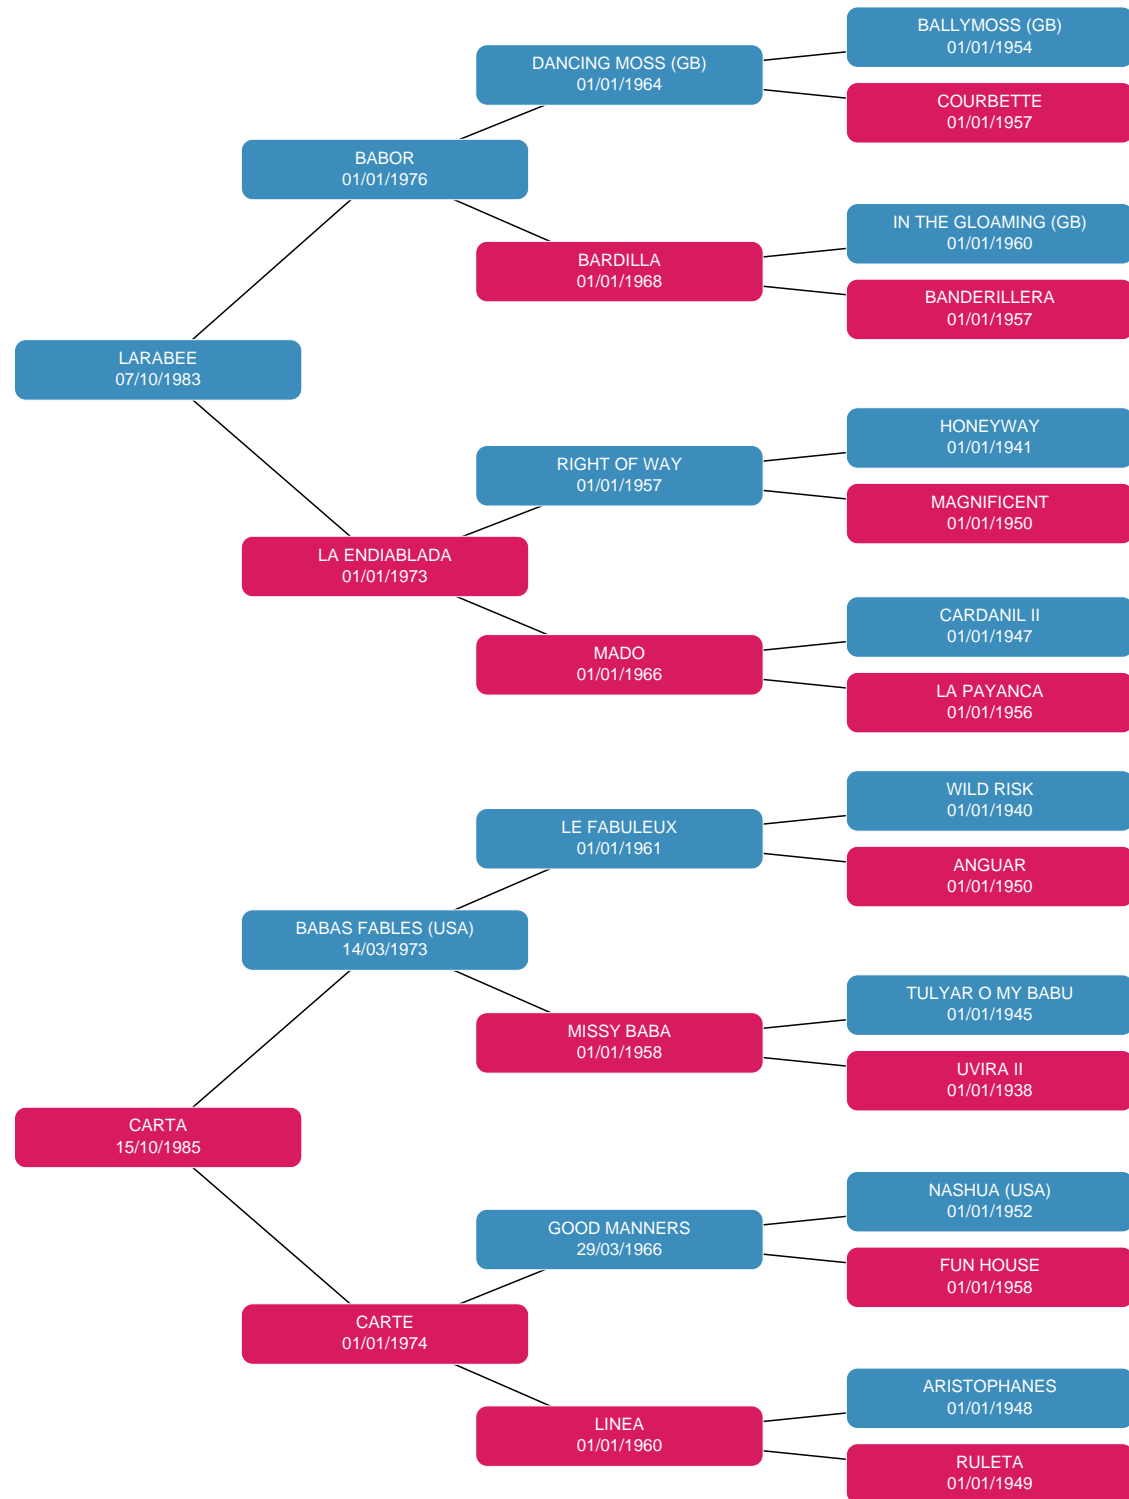 BALLYMOSS (GB)
01/01/1954
DANCING MOSS (GB)
01/01/1964
COURBETTE
01/01/1957
BABOR
01/01/1976
IN THE GLOAMING (GB)
01/01/1960
BARDILLA
01/01/1968
BANDERILLERA
01/01/1957
LARABEE
07/10/1983
HONEYWAY
01/01/1941
RIGHT OF WAY
01/01/1957
MAGNIFICENT
01/01/1950
LA ENDIABLADA
01/01/1973
CARDANIL II
01/01/1947
MADO
01/01/1966
LA PAYANCA
01/01/1956
WILD RISK
01/01/1940
LE FABULEUX
01/01/1961
ANGUAR
01/01/1950
BABAS FABLES (USA)
14/03/1973
TULYAR O MY BABU
01/01/1945
MISSY BABA
01/01/1958
UVIRA II
01/01/1938
CARTA
15/10/1985
NASHUA (USA)
01/01/1952
GOOD MANNERS
29/03/1966
FUN HOUSE
01/01/1958
CARTE
01/01/1974
ARISTOPHANES
01/01/1948
LINEA
01/01/1960
RULETA
01/01/1949